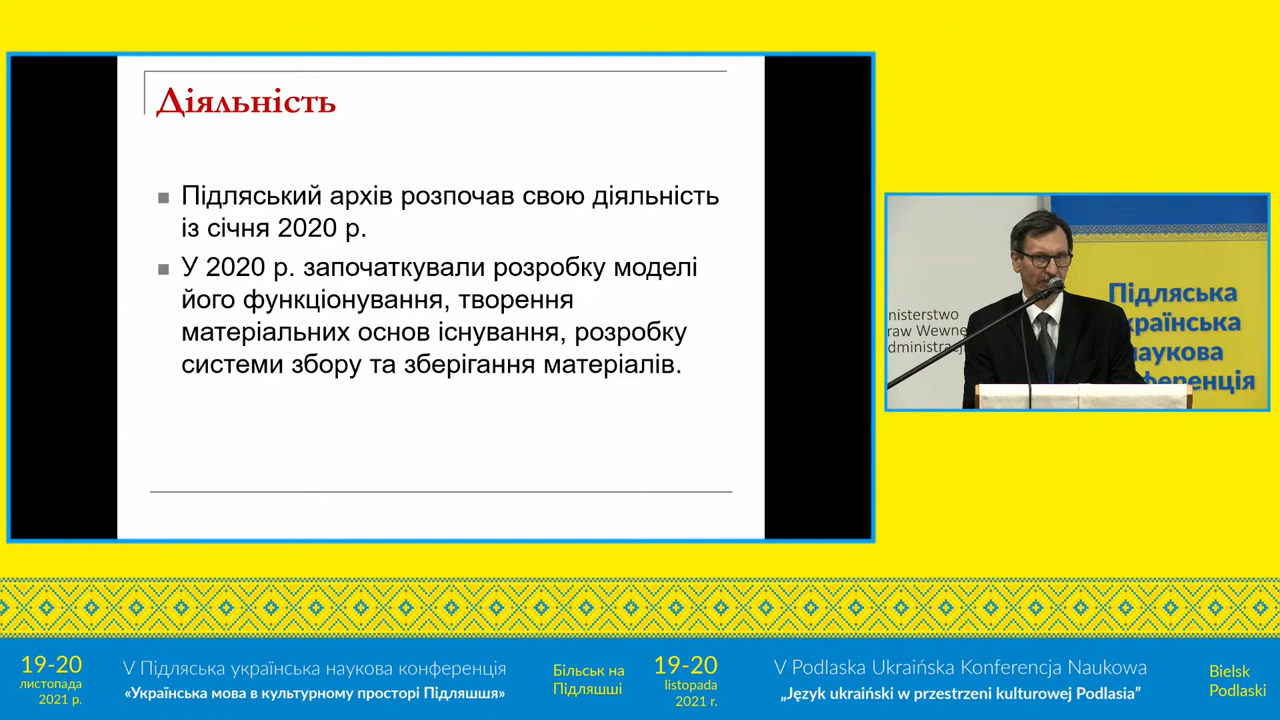 Діяльність
Підляський архів розпочав свою діяльність
із січня 2020 р.
У 2020 р. започаткували розробку моделі
його функціонування, творення
матеріальних основ існування, розробку
системи збору та зберігання матеріалів.
Підляська
наукова
19-20
листопада
2021 р.
V Підляська українська наукова конференція
«Українська мова в культурному просторі Підляшшя»
Більськ на
Підляшші
19-20
listopada
2021 r.
V Podlaska Ukraińska Konferencja Naukowa
„Język ukraiński w przestrzeni kulturowej Podlasia”
Bielsk
Podlaski